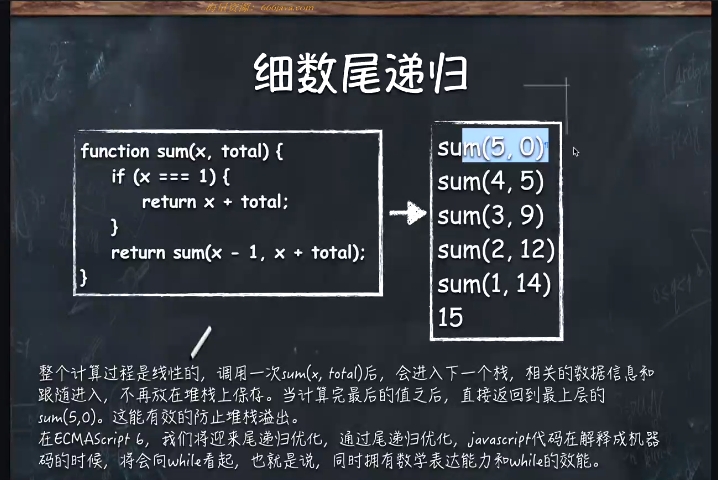 细数尾递归
function sum(x, total) {
if (x === 1) {
return x + total;
}
return sum(x - 1, x + total);
}
sum(5, 0)
sum(4, 5)
sum(3, 9)
sum(2, 12)
sum(1, 14)
15
整个计算过程是线性的，调用一次sum(x, total)后，会进入下一个栈，相关的数据信息和
跟随进入，不再放在堆栈上保存。当计算完最后的值之后，直接返回到最上层的
sum(5,0)。这能有效的防止堆栈溢出。
在ECMAScript 6，我们将迎来尾递归优化，通过尾递归优化，javascript代码在解释成机器
码的时候，将会向while看起，也就是说，同时拥有数学表达能力和while的效能。